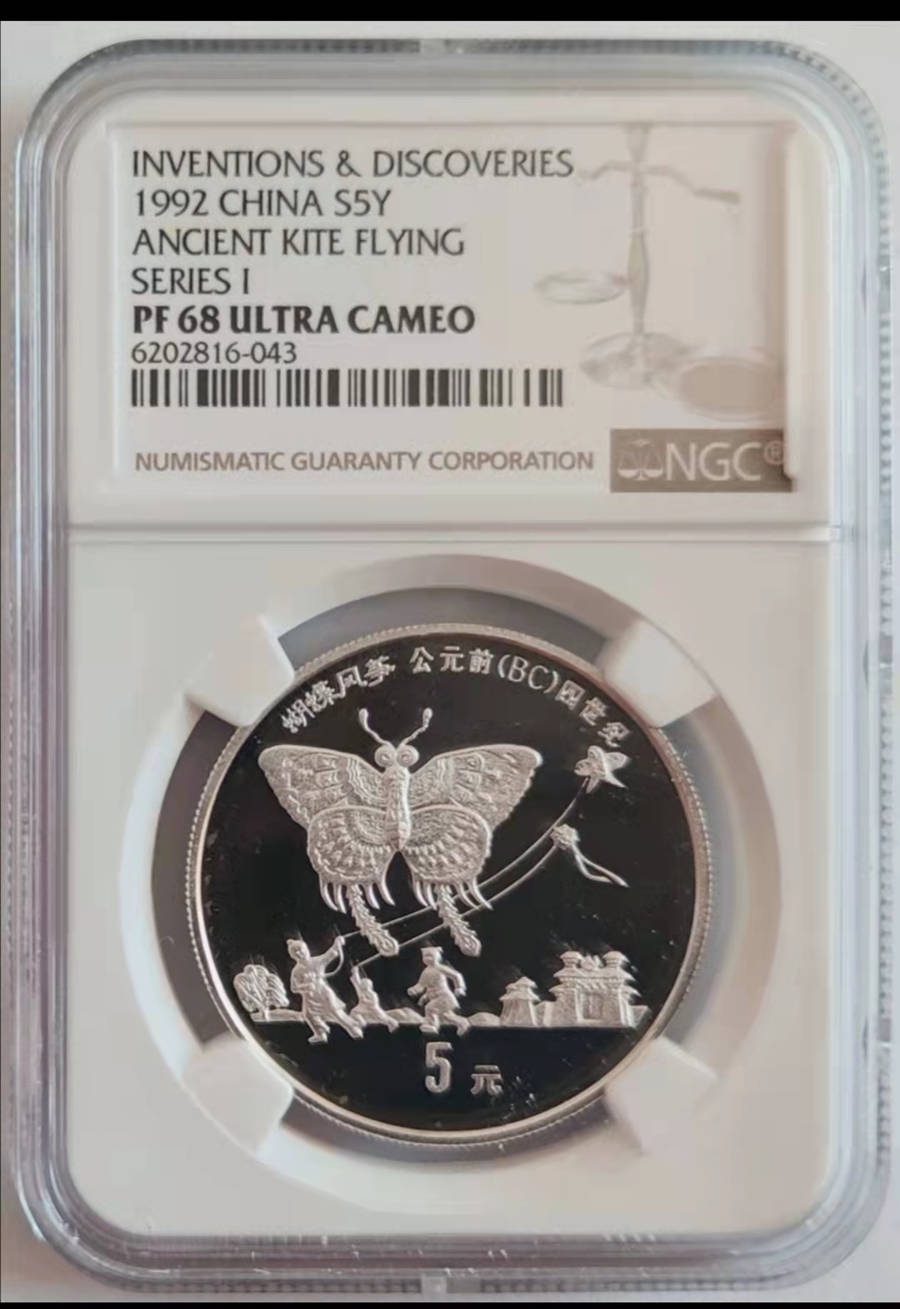 INVENTIONS & DISCOVERIES
1992 CHINA S5Y
ANCIENT KITE FLYING
SERIES I
PF 68 ULTRA CAMEO
6202816-043
NUMISMATIC GUARANTY CORPORATION
NGC®
蝴蝶风筝 公元前(BC)四世纪
5元